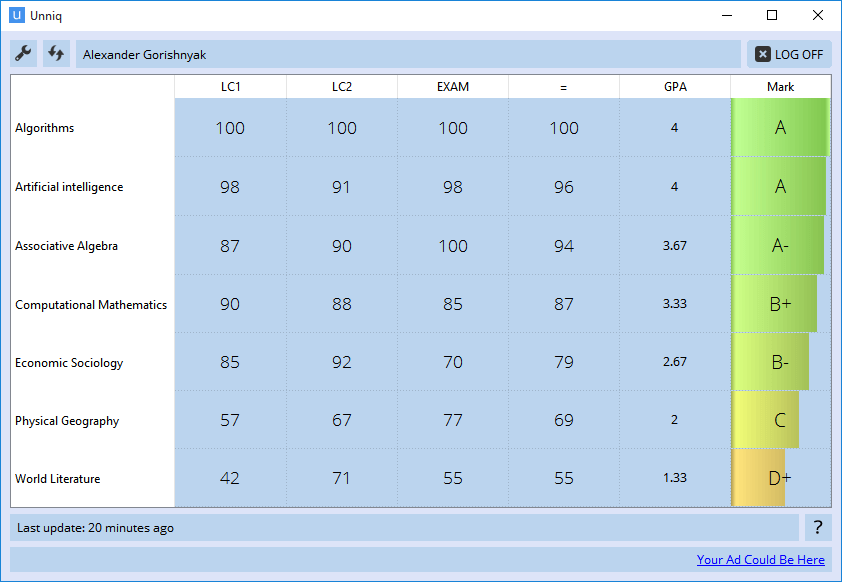 Unniq
Alexander Gorishnyak LOG OFF
LC1 LC2 EXAM = GPA Mark
Algorithms 100 100 100 100 4 A
Artificial intelligence 98 91 98 96 4 A
Associative Algebra 87 90 100 94 3.67 A-
Computational Mathematics 90 88 85 87 3.33 B+
Economic Sociology 85 92 70 79 2.67 B-
Physical Geography 57 67 77 69 2 C
World Literature 42 71 55 55 1.33 D+
Last update: 20 minutes ago ?
Your Ad Could Be Here